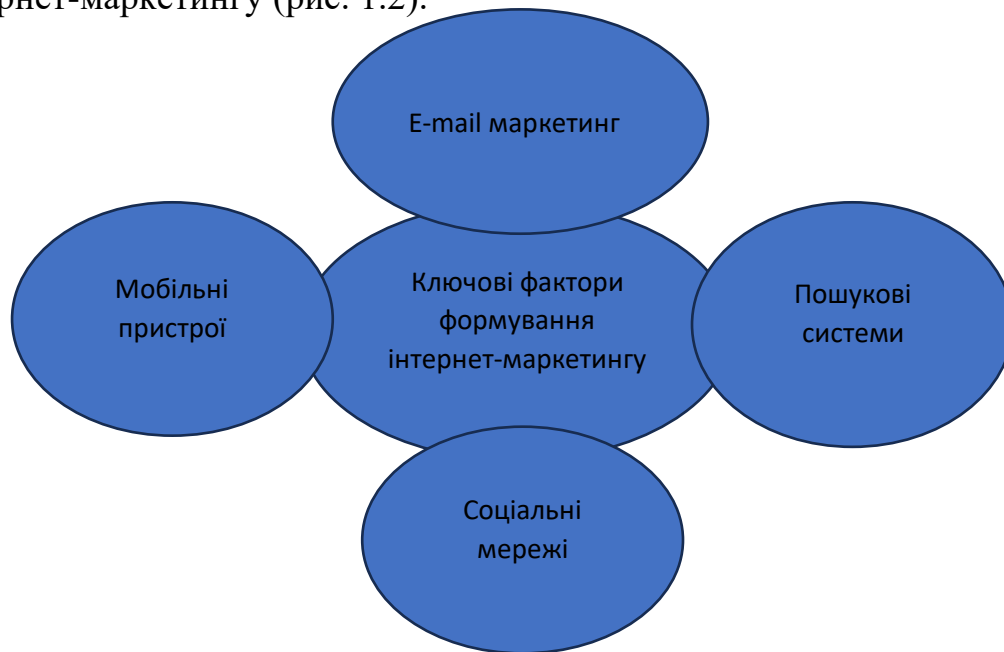 рнет-маркетингу (рис. 1.2).
E-mail маркетинг
Мобільні
пристрої
Ключові фактори
формування
інтернет-маркетингу
Пошукові
системи
Соціальні
мережі